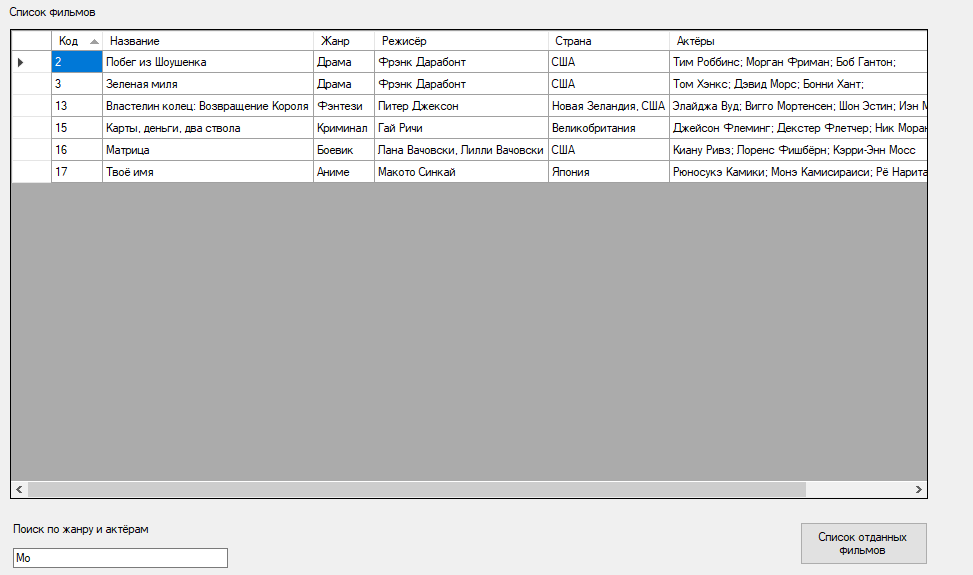 Список фильмов
Код Название Жанр Режисёр Страна Актёры
2 Побег из Шоушенка Драма Фрэнк Дарабонт США Тим Роббинс; Морган Фриман; Боб Гантон;
3 Зеленая миля Драма Фрэнк Дарабонт США Том Хэнкс; Дэвид Морс; Бонни Хант;
13 Властелин колец: Возвращение Короля Фэнтези Питер Джексон Новая Зеландия, США Элайджа Вуд; Вигго Мортенсен; Шон Эстин; Иэн М
15 Карты, деньги, два ствола Криминал Гай Ричи Великобритания Джейсон Флеминг; Декстер Флетчер; Ник Моран
16 Матрица Боевик Лана Вачовски, Лилли Вачовски США Киану Ривз; Лоренс Фишбёрн; Кэрри-Энн Мосс
17 Твоё имя Аниме Макото Синкай Япония Рюносукэ Камики; Монэ Камисираиси; Рё Нарита
Поиск по жанру и актёрам
Мо
Список отданных
фильмов